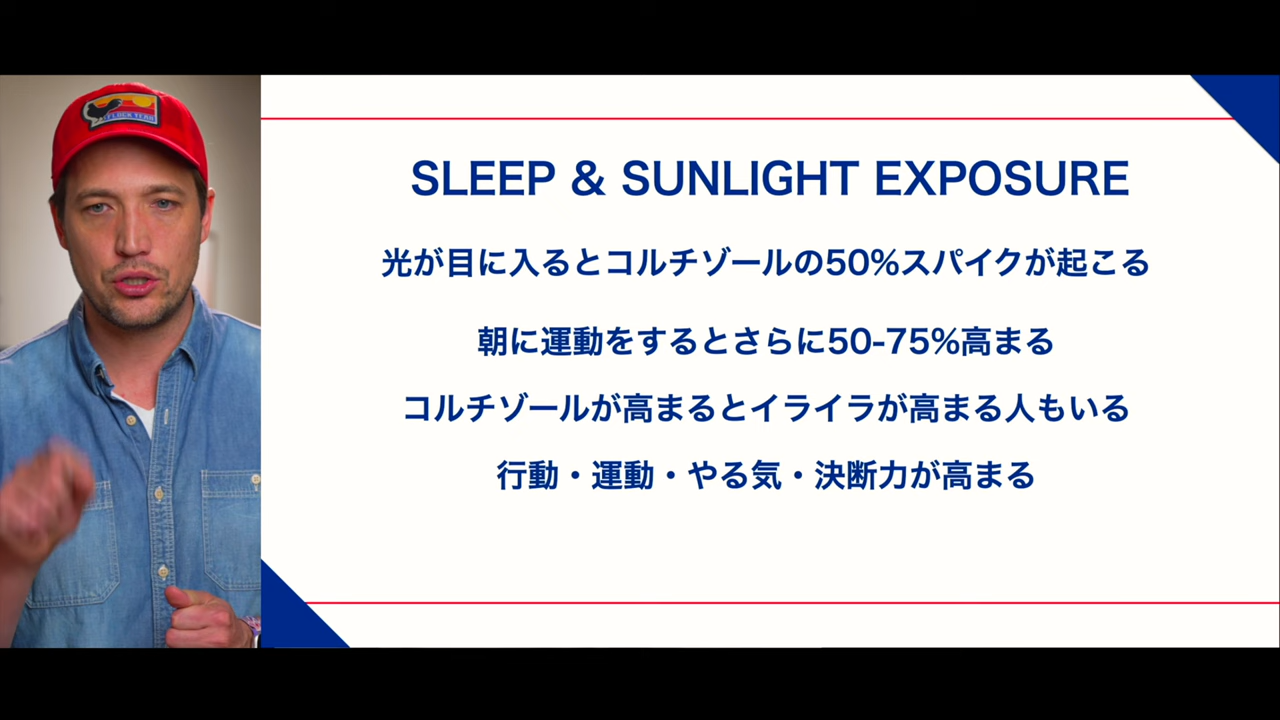 FLOCK YEAH
SLEEP & SUNLIGHT EXPOSURE
光が目に入るとコルチゾールの50%スパイクが起こる
朝に運動をするとさらに50-75%高まる
コルチゾールが高まるとイライラが高まる人もいる
行動・運動・やる気・決断力が高まる